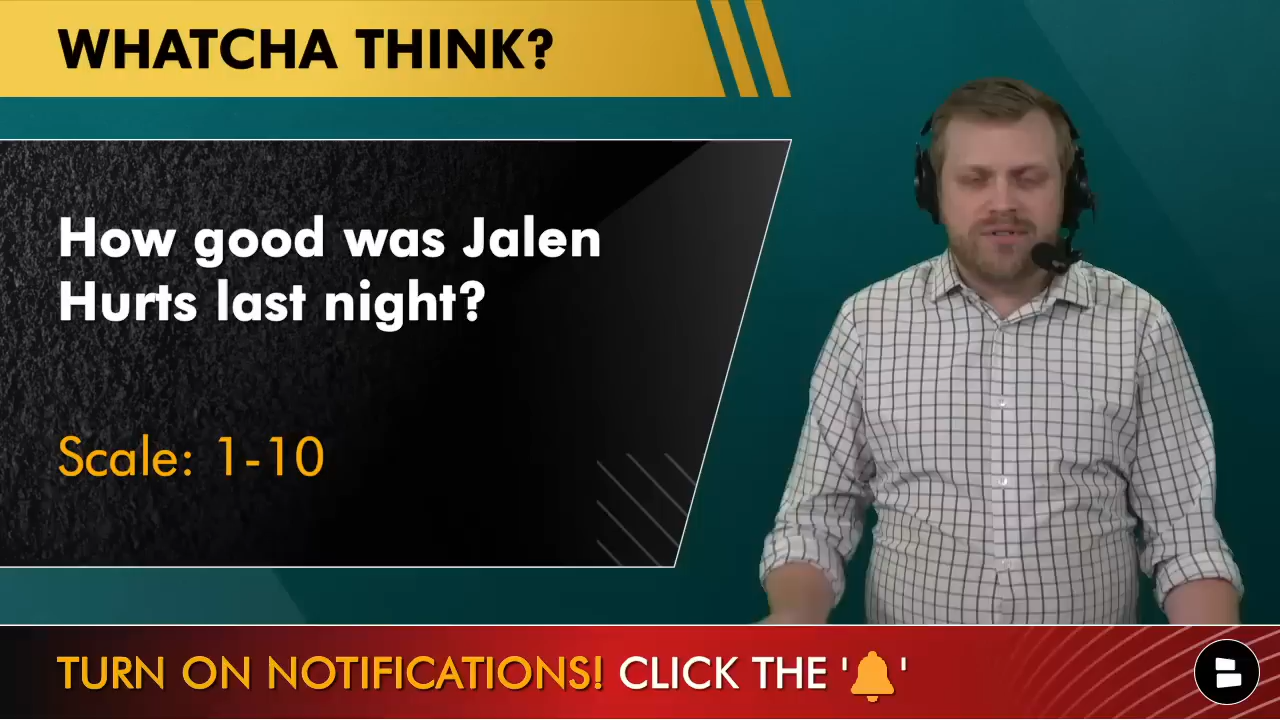 WHATCHA THINK?
How good was Jalen
Hurts last night?
Scale: 1-10
TURN ON NOTIFICATIONS! CLICK THE '🔔'